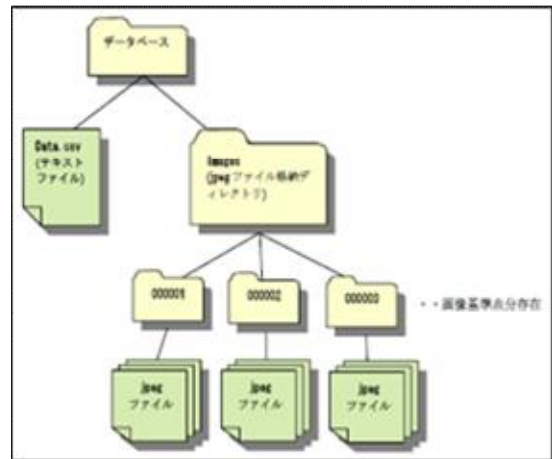 データベース
Data.csv
(テキスト
ファイル)
Images
(jpegファイル格納デ
ィレクトリ)
000001
000002
000003
・・画像基準点分存在
jpeg
ファイル
jpeg
ファイル
jpeg
ファイル